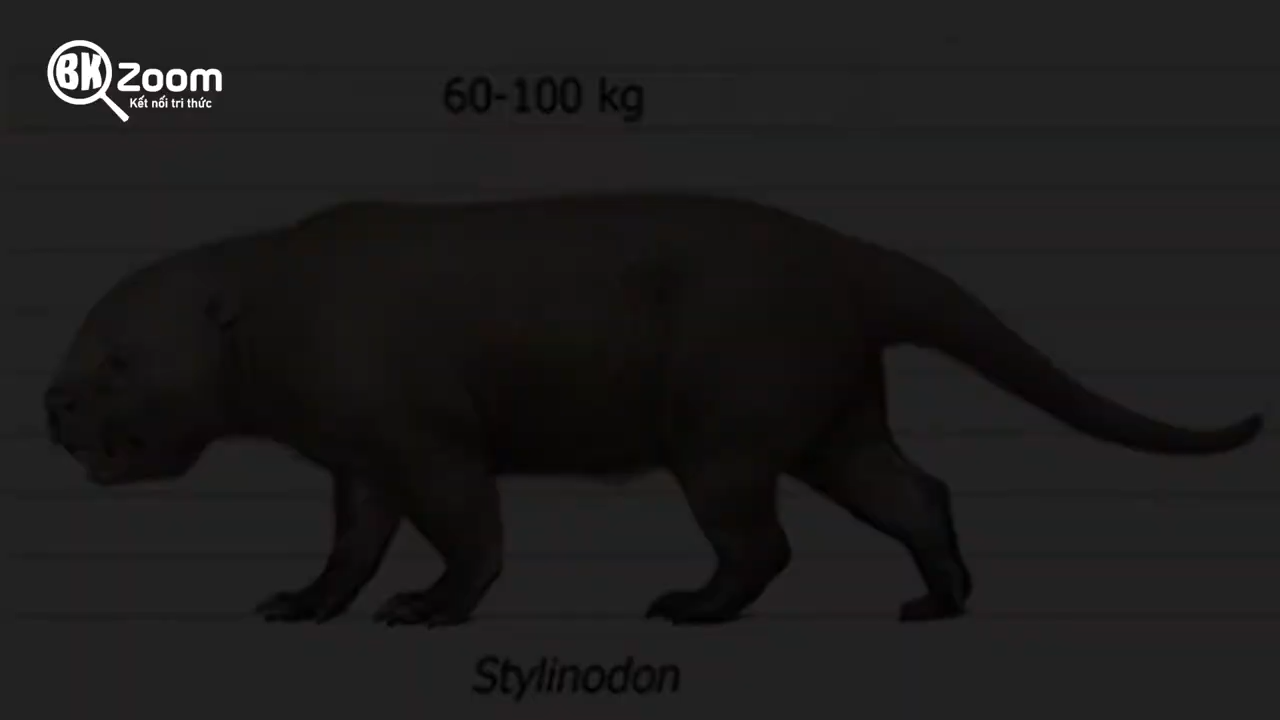 BK Zoom
Kết nối tri thức
60-100 kg
Stylinodon